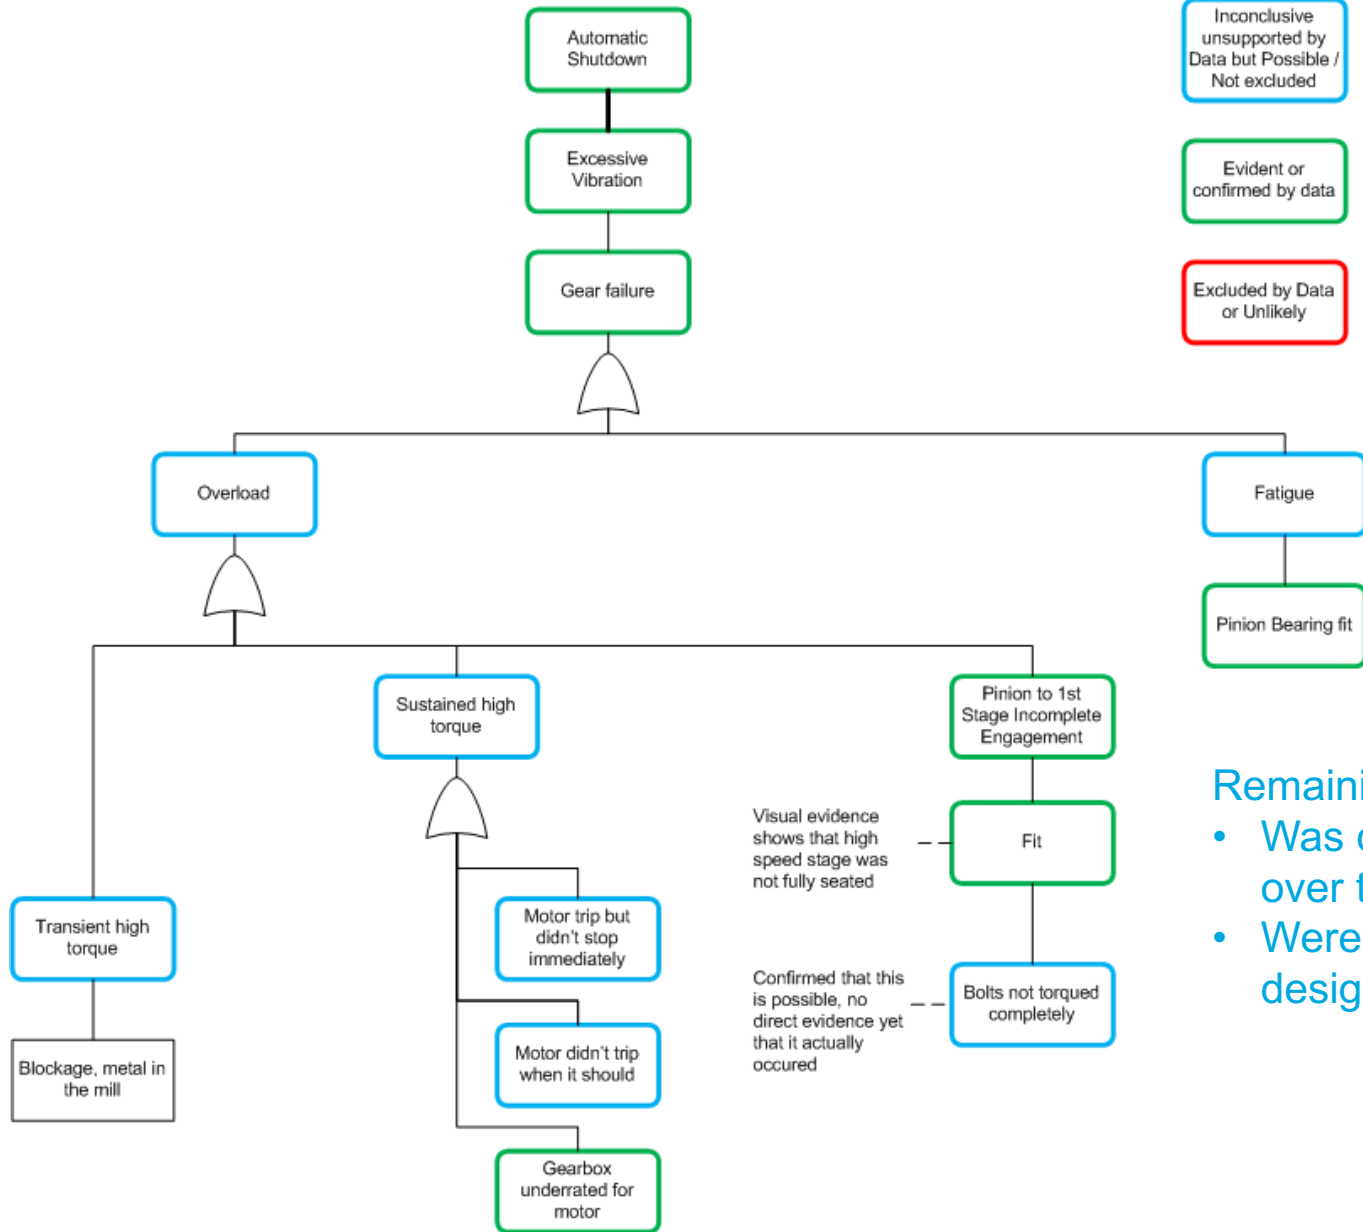 Automatic
Shutdown
Inconclusive
unsupported by
Data but Possible /
Not excluded
Excessive
Vibration
Evident or
confirmed by data
Gear failure
Excluded by Data
or Unlikely
Overload
Fatigue
Pinion Bearing fit
Sustained high
torque
Pinion to 1st
Stage Incomplete
Engagement
Visual evidence
shows that high
speed stage was
not fully seated
Fit
Transient high
torque
Motor trip but
didn't stop
immediately
Confirmed that this
is possible, no
direct evidence yet
that it actually
occured
Bolts not torqued
completely
Blockage, metal in
the mill
Motor didn't trip
when it should
Gearbox
underrated for
motor
• Was
over
• Were